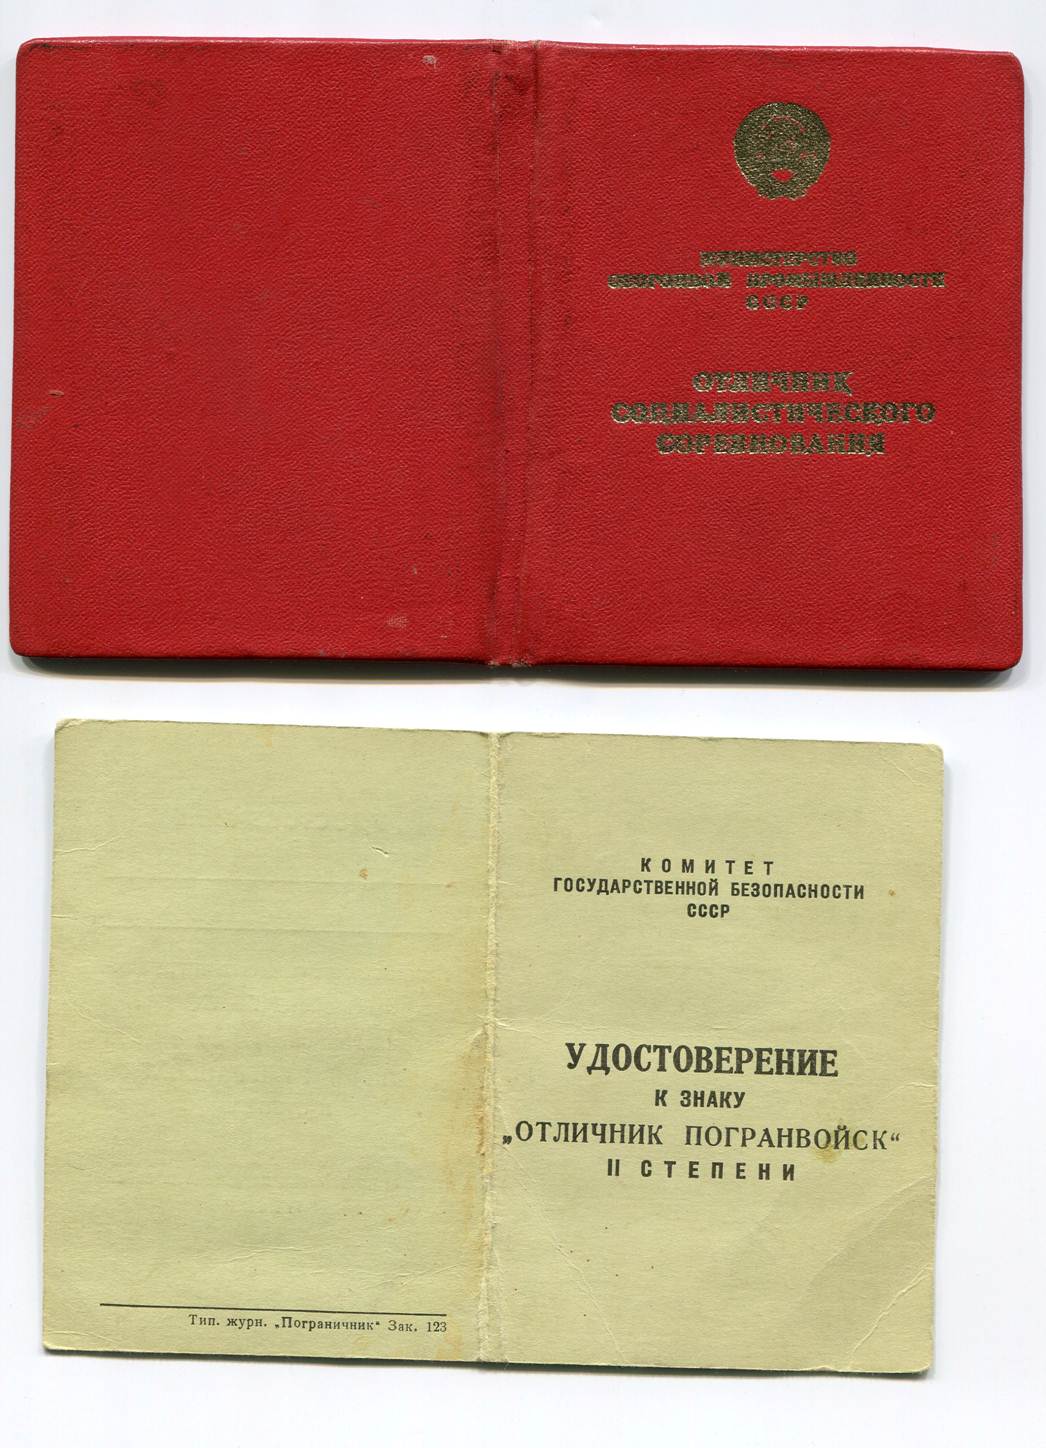 МИНИСТЕРСТВО
ОБОРОННОЙ ПРОМЫШЛЕННОСТИ
СССР
ОТЛИЧНИК
СОЦИАЛИСТИЧЕСКОГО
СОРЕВНОВАНИЯ
КОМИТЕТ
ГОСУДАРСТВЕННОЙ БЕЗОПАСНОСТИ
СССР
УДОСТОВЕРЕНИЕ
К ЗНАКУ
„ОТЛИЧНИК ПОГРАНВОЙСК“
II СТЕПЕНИ
Тип. журн. „Пограничник“ Зак. 123